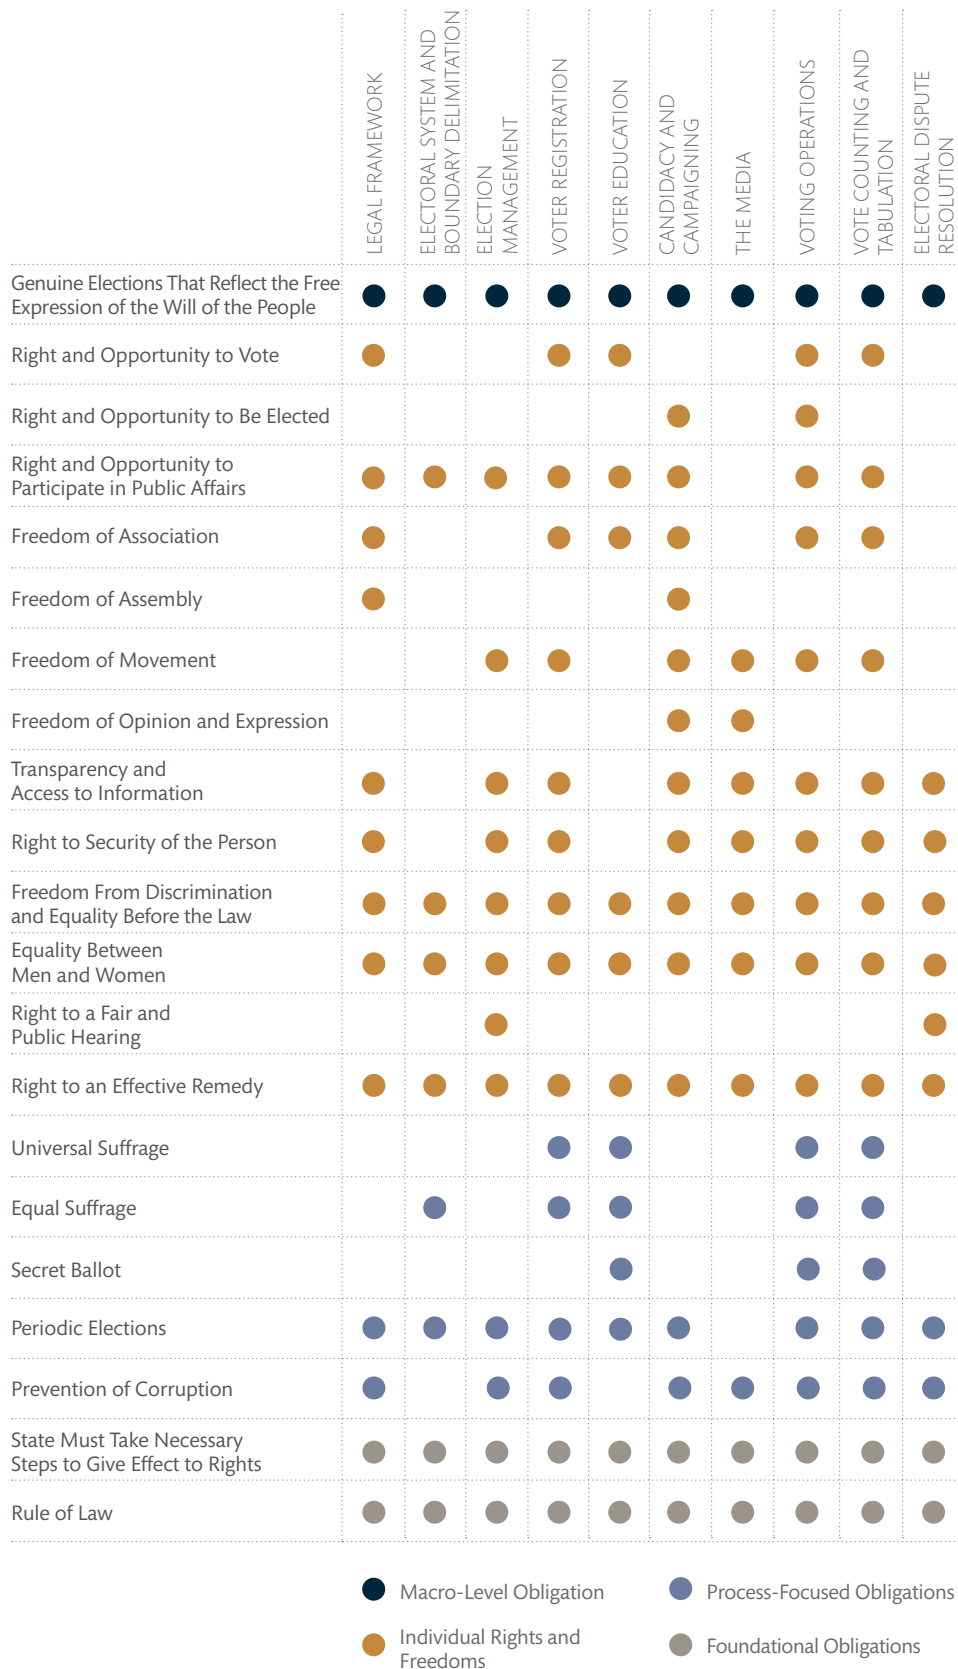 LEGAL FRAMEWORK
ELECTORAL SYSTEM AND
BOUNDARY DELIMITATION
ELECTION
MANAGEMENT
VOTER REGISTRATION
VOTER EDUCATION
CANDIDACY AND
CAMPAIGNING
THE MEDIA
VOTING OPERATIONS
VOTE COUNTING AND
TABULATION
ELECTORAL DISPUTE
RESOLUTION
Genuine Elections That Reflect the Free
Expression of the Will of the People
Right and Opportunity to Vote
Right and Opportunity to Be Elected
Right and Opportunity to
Participate in Public Affairs
Freedom of Association
Freedom of Assembly
Freedom of Movement
Freedom of Opinion and Expression
Transparency and
Access to Information
Right to Security of the Person
Freedom From Discrimination
and Equality Before the Law
Equality Between
Men and Women
Right to a Fair and
Public Hearing
Right to an Effective Remedy
Universal Suffrage
Equal Suffrage
Secret Ballot
Periodic Elections
Prevention of Corruption
State Must Take Necessary
Steps to Give Effect to Rights
Rule of Law
Macro-Level Obligation
Process-Focused Obligations
Individual Rights and
Freedoms
Foundational Obligations